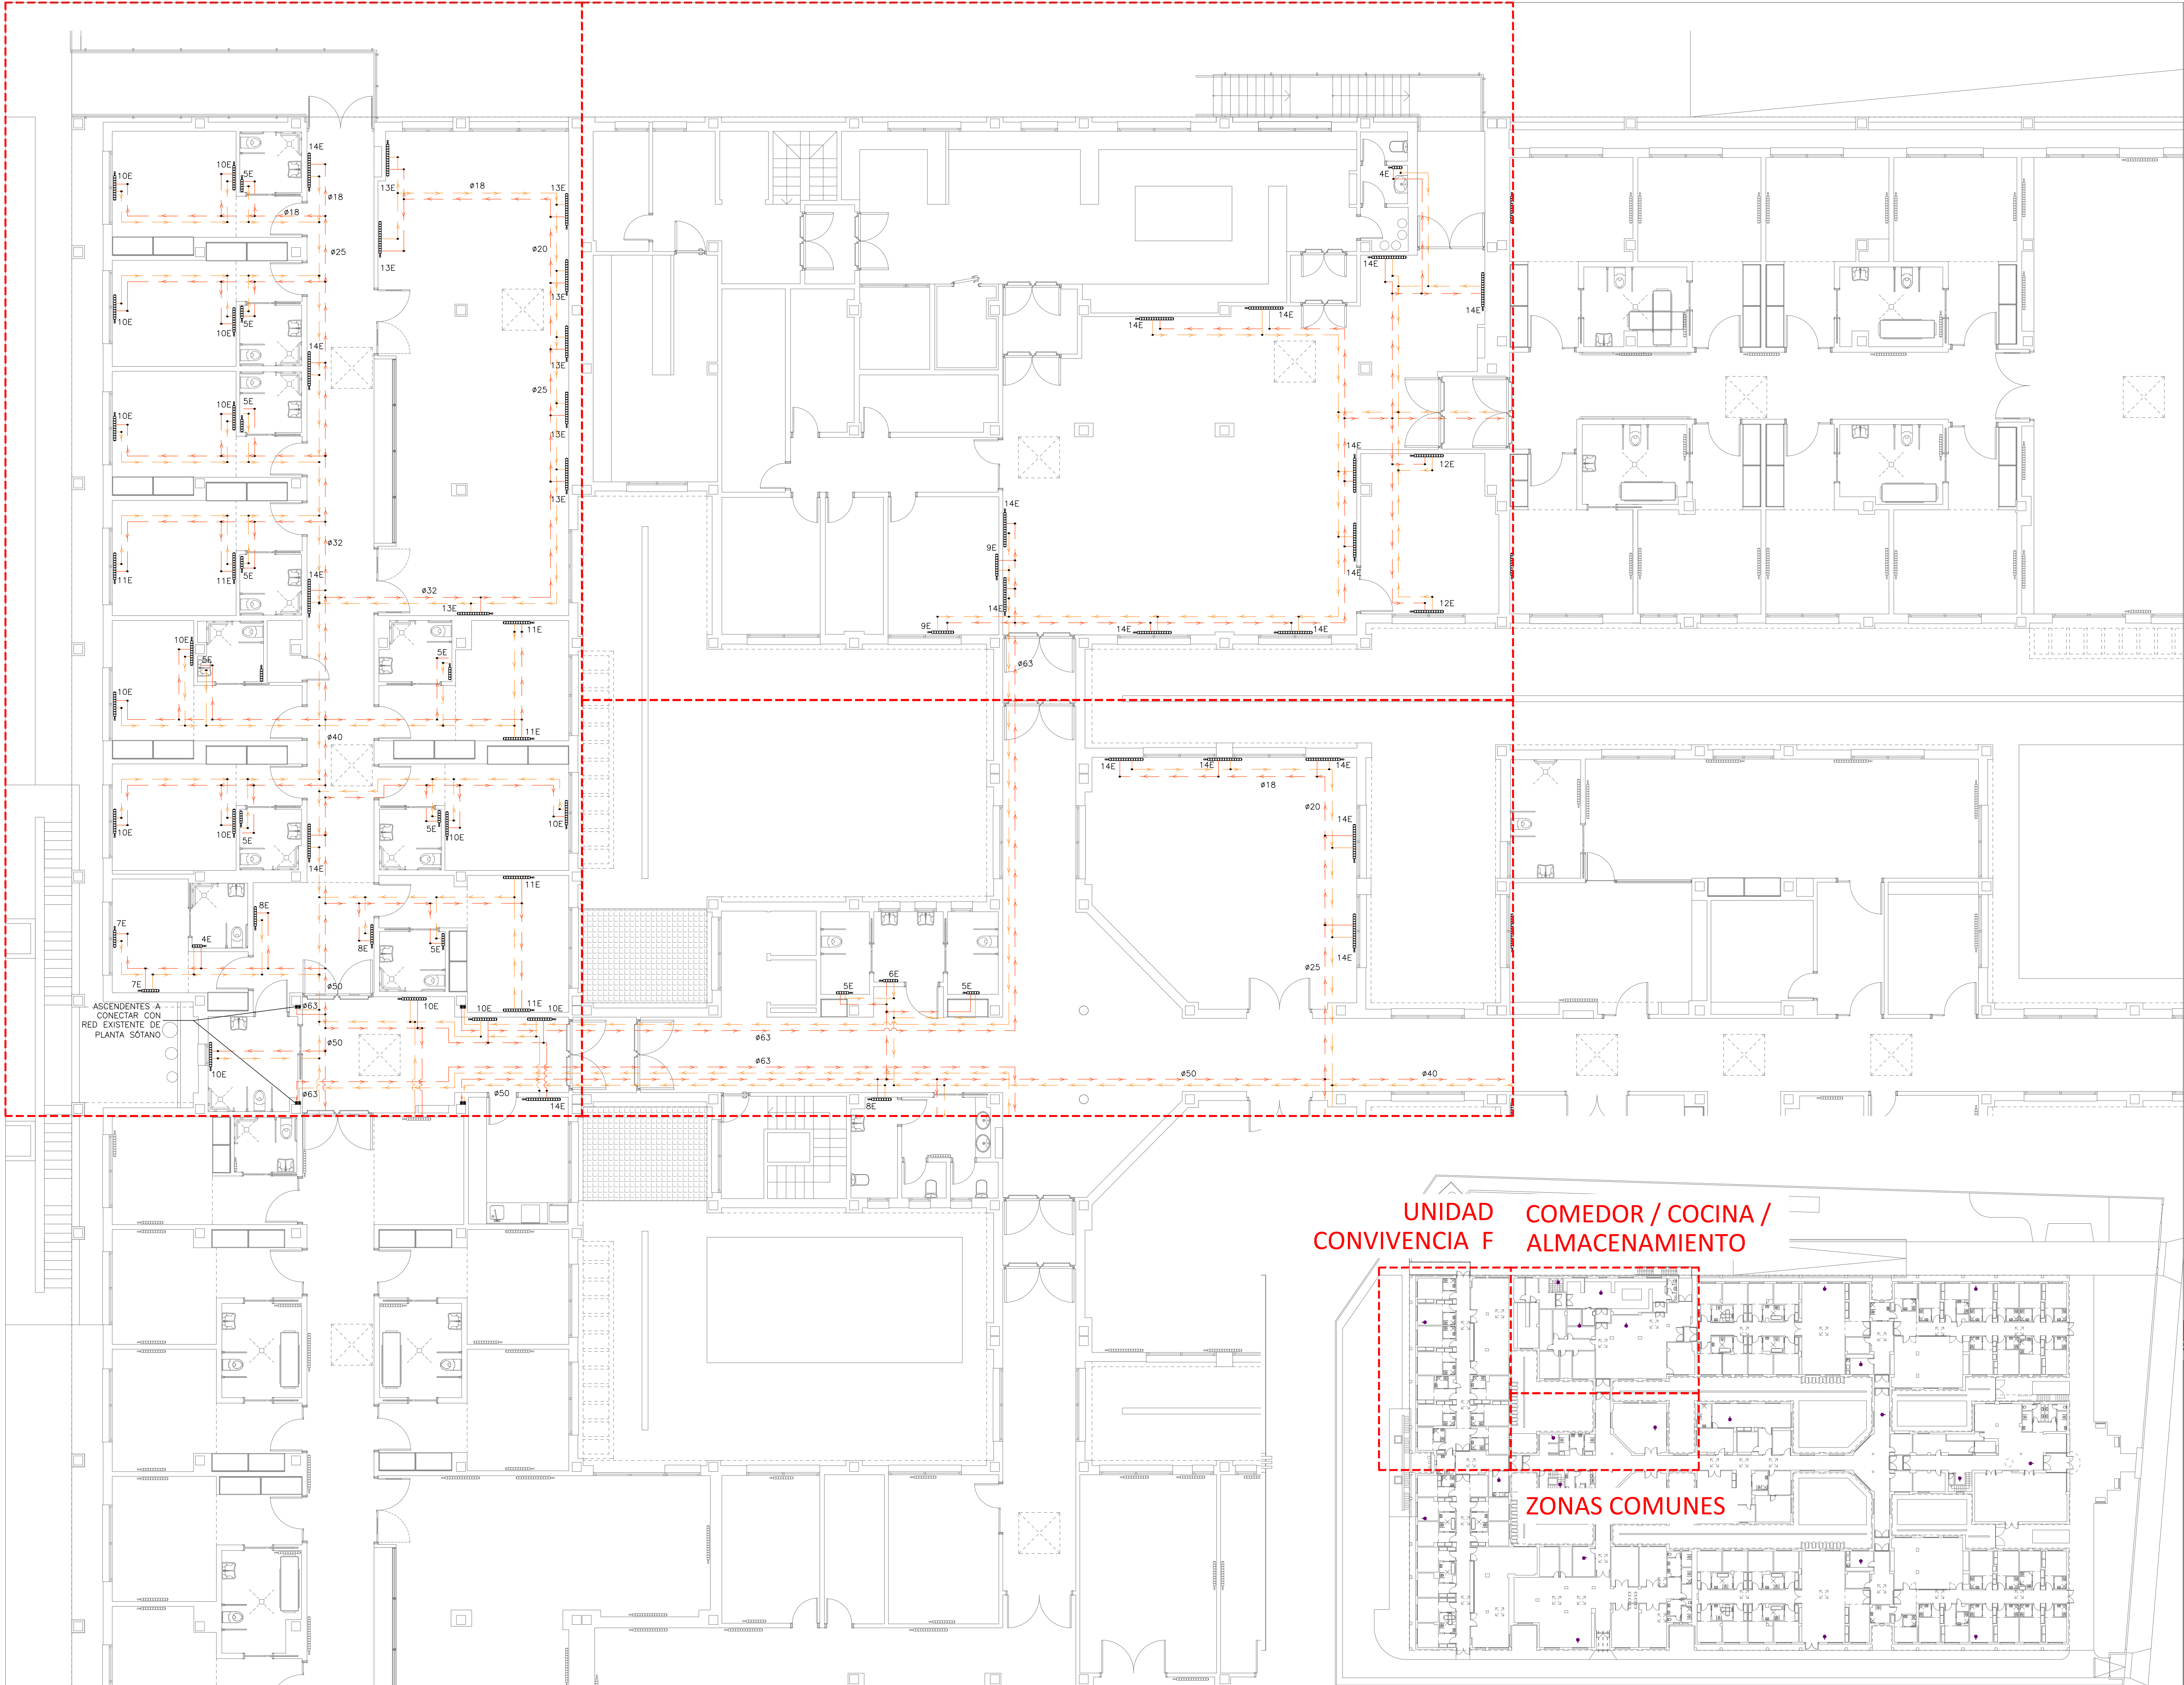 14E
10E
5E
10E
13E
ø18
13E
4E
ø18
ø18
13E
ø20
ø25
13E
14E
13E
14E
14E
14E
10E
10E
5E
14E
13E
10E
10E
5E
ø25
13E
14E
12E
13E
14E
9E
ø32
11E
11E
5E
14E
14E
ø32
13E
14E
12E
9E
14E
14E
11E
10E
5E
5E
ø63
10E
11E
ø40
14E
14E
14E
ø18
ø20
10E
10E
5E
5E
10E
10E
14E
14E
11E
7E
8E
4E
8E
5E
14E
6E
ø25
7E
ø50
5E
5E
ASCENDENTES A
CONECTAR CON
RED EXISTENTE DE
PLANTA SÓTANO
ø63
10E
10E
11E
10E
ø63
ø50
ø63
10E
ø50
ø40
ø63
ø50
14E
8E
UNIDAD
CONVIVENCIA F
COMEDOR / COCINA /
ALMACENAMIENTO
ZONAS COMUNES